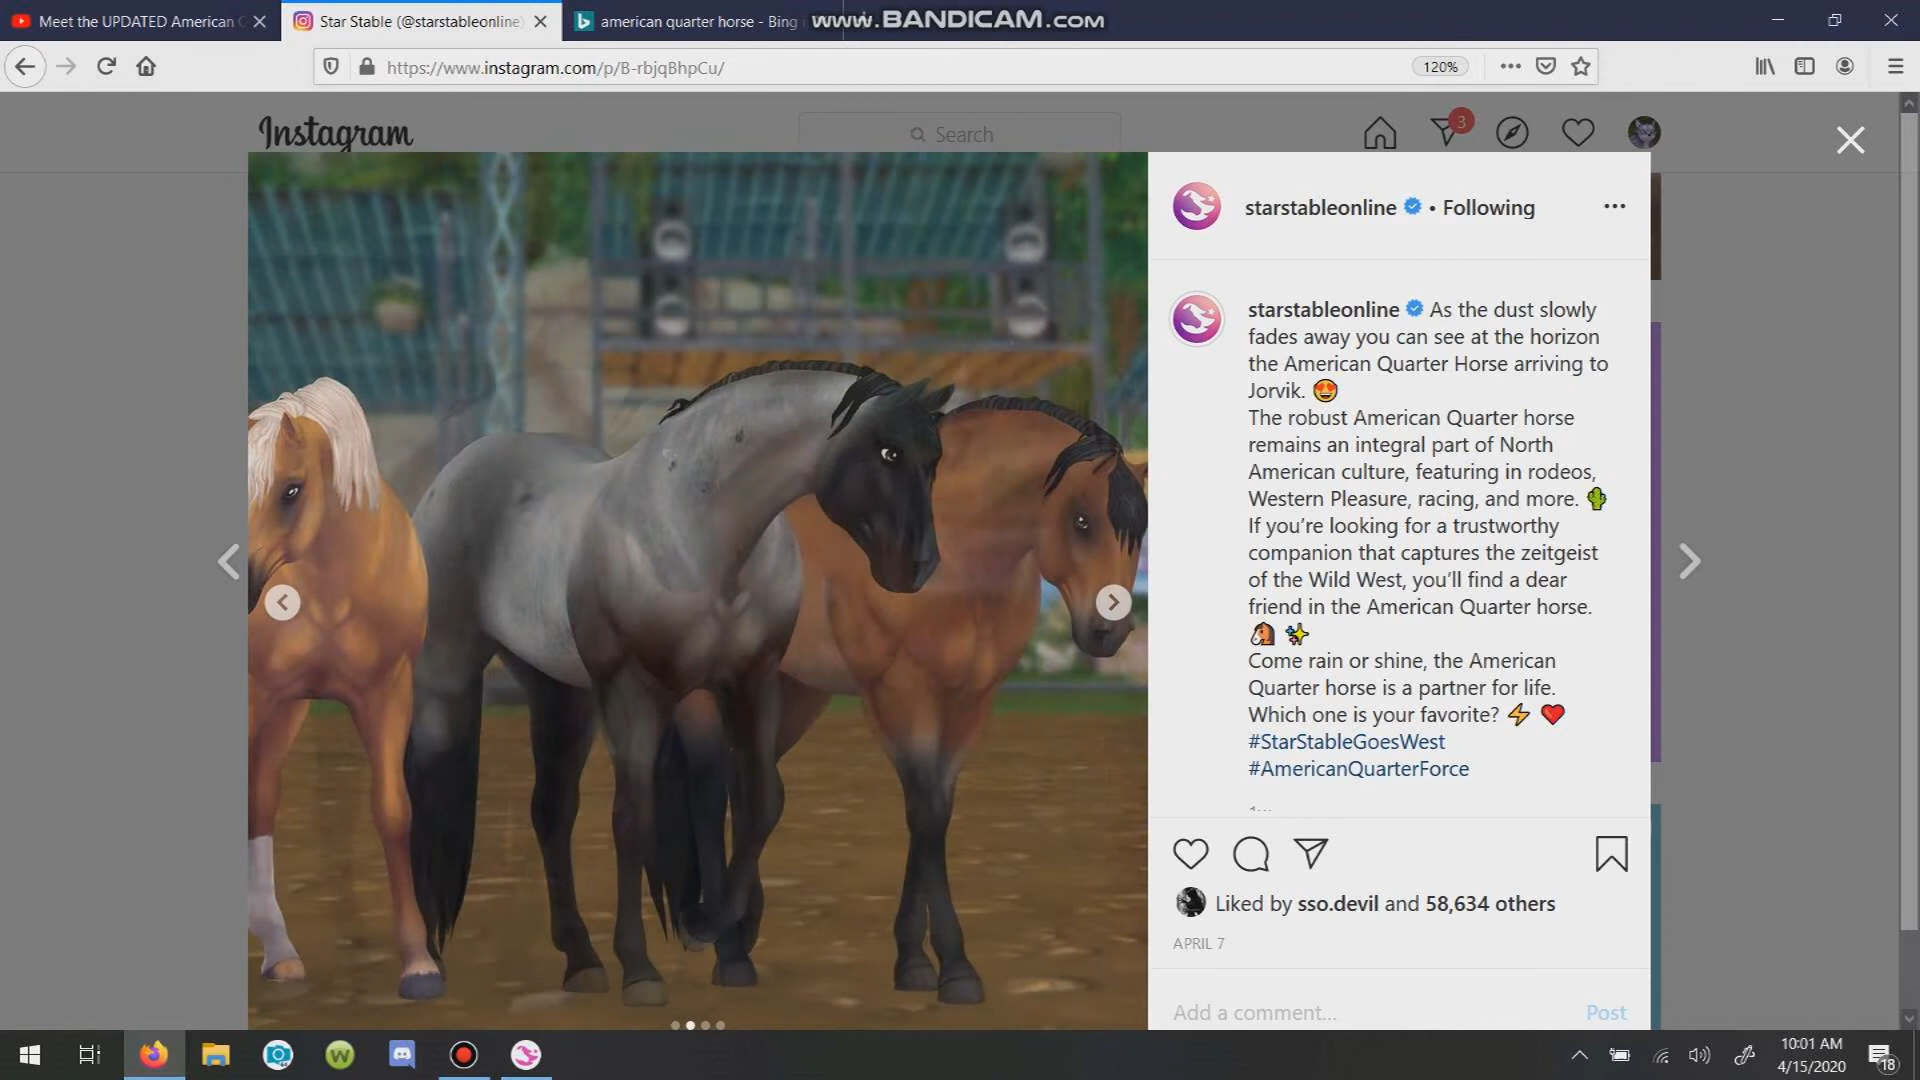 Meet the UPDATED American
Star Stable (@starstableonline)
american quarter horse - Bing
www.BANDICAM.com
https://www.instagram.com/p/B-rbjqBhpCu/
120%
Instagram
Search
3
starstableonline • Following
starstableonline As the dust slowly
fades away you can see at the horizon
the American Quarter Horse arriving to
Jorvik. 😍
The robust American Quarter horse
remains an integral part of North
American culture, featuring in rodeos,
Western Pleasure, racing, and more. 🌵
If you’re looking for a trustworthy
companion that captures the zeitgeist
of the Wild West, you’ll find a dear
friend in the American Quarter horse.
🐴 ✨
Come rain or shine, the American
Quarter horse is a partner for life.
Which one is your favorite? ⚡ ❤️
#StarStableGoesWest
#AmericanQuarterForce
Liked by sso.devil and 58,634 others
APRIL 7
Add a comment...
Post
10:01 AM
4/15/2020
18